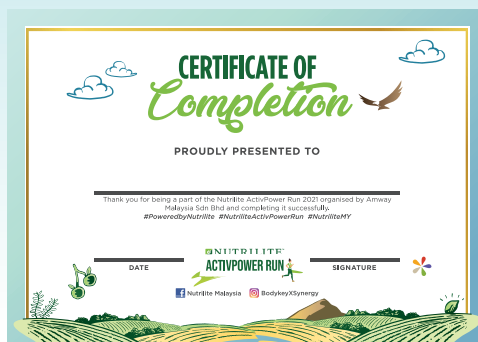 CERTIFICATE OF
Completion
PROUDLY PRESENTED TO
Thank you for being a part of the Nutrilite ActivPower Run 2021 organised by Amway
Malaysia Sdn Bhd and completing it successfully.
#PoweredbyNutrilite #NutriliteActivPowerRun #NutriliteMY
NUTRILITE
ACTIVPOWER RUN
DATE
SIGNATURE
Nutrilite Malaysia
BodykeyXSynergy